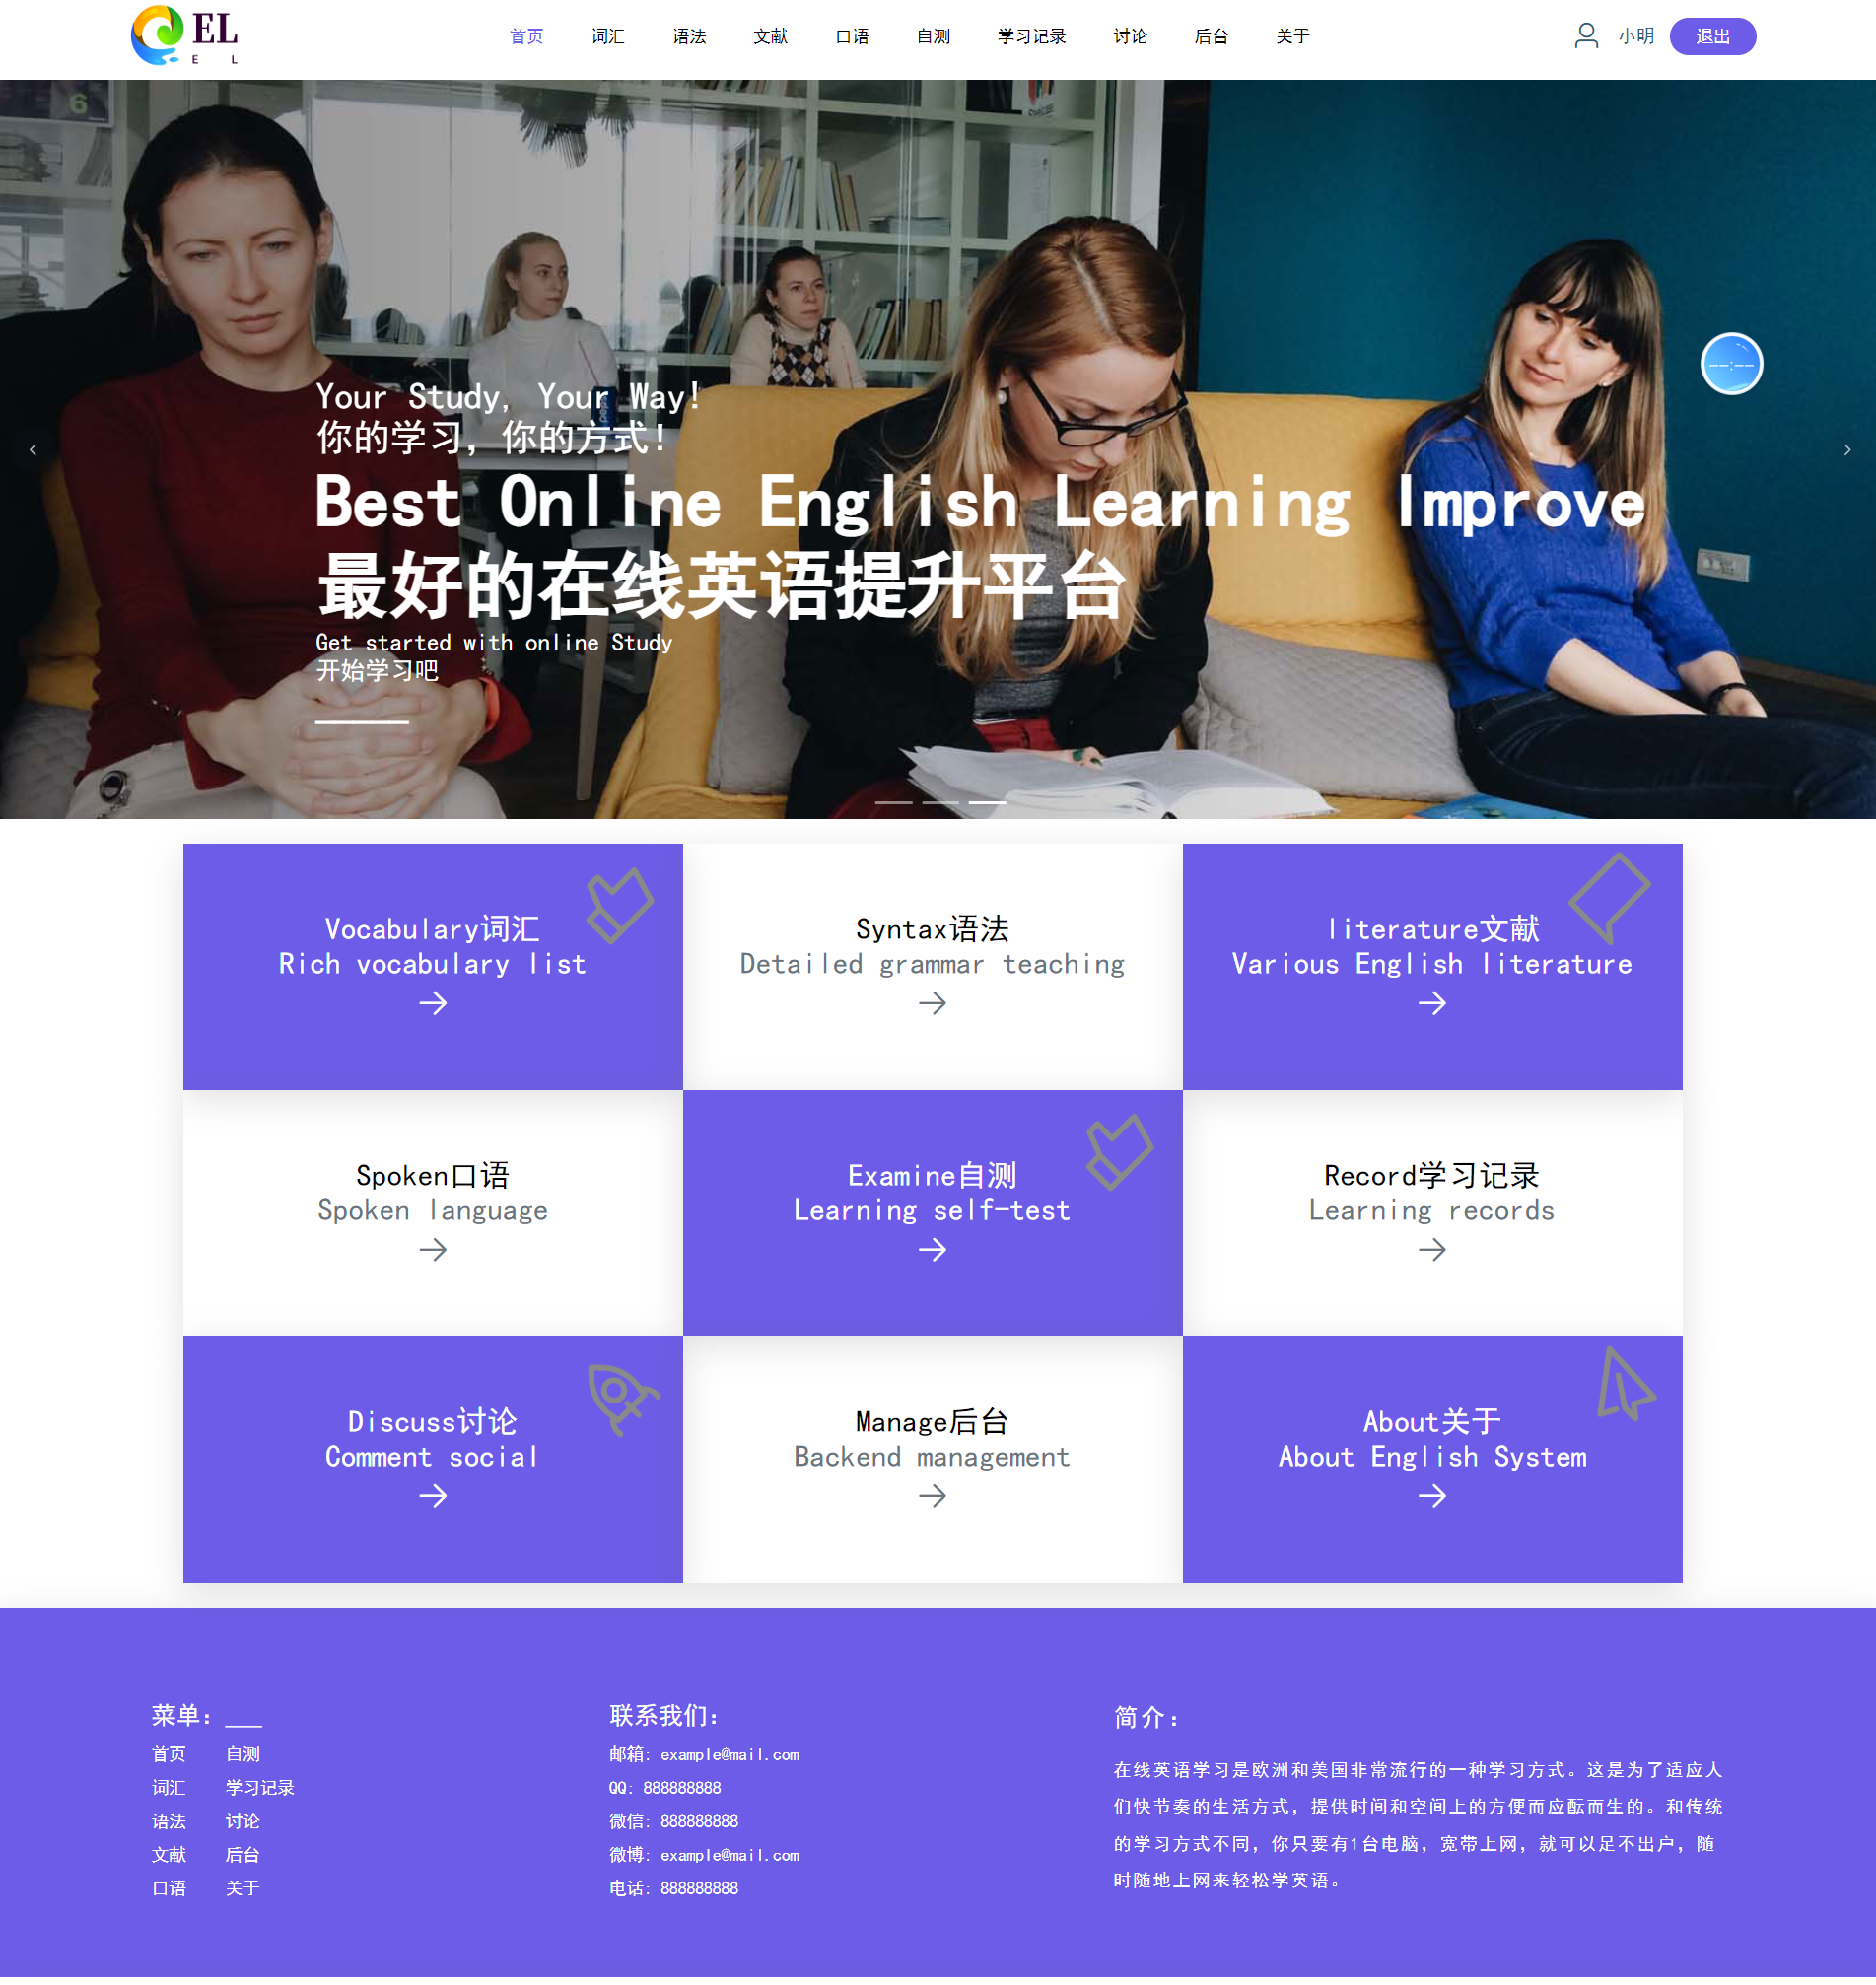 EL
E L
首页 词汇 语法 文献 口语 自测 学习记录 讨论 后台 关于
小明 退出
6
--:--
Your Study, Your Way!
你的学习，你的方式！
Best Online English Learning Improve
最好的在线英语提升平台
Get started with online Study
开始学习吧
Vocabulary词汇
Rich vocabulary list
Syntax语法
Detailed grammar teaching
literature文献
Various English literature
Spoken口语
Spoken language
Examine自测
Learning self-test
Record学习记录
Learning records
Discuss讨论
Comment social
Manage后台
Backend management
About关于
About English System
菜单：___
首页 自测
词汇 学习记录
语法 讨论
文献 后台
口语 关于
联系我们：
邮箱: example@mail.com
QQ: 888888888
微信: 888888888
微博: example@mail.com
电话: 888888888
简介：
在线英语学习是欧洲和美国非常流行的一种学习方式。这是为了适应人
们快节奏的生活方式，提供时间和空间上的方便而应酝而生的。和传统
的学习方式不同，你只要有1台电脑，宽带上网，就可以足不出户，随
时随地上网来轻松学英语。